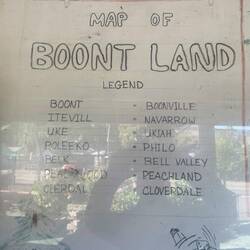 MAP OF
BOONT LAND
LEGEND
BOONT - BOONVILLE
ITEVILL - NAVARROW
UKE - UKIAH
POLEEKO - PHILO
BELK - BELL VALLEY
- PEACHLAND
CLERDAL - CLOVERDALE